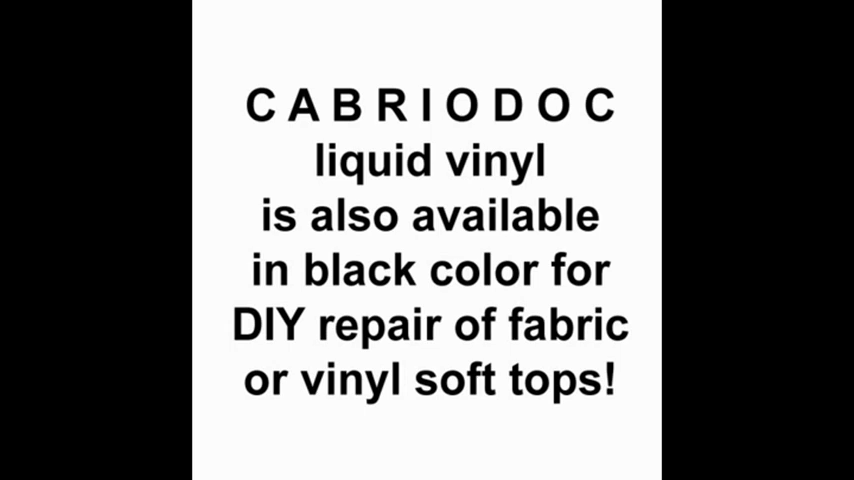 C A B R I O D O C
liquid vinyl
is also available
in black color for
DIY repair of fabric
or vinyl soft tops!